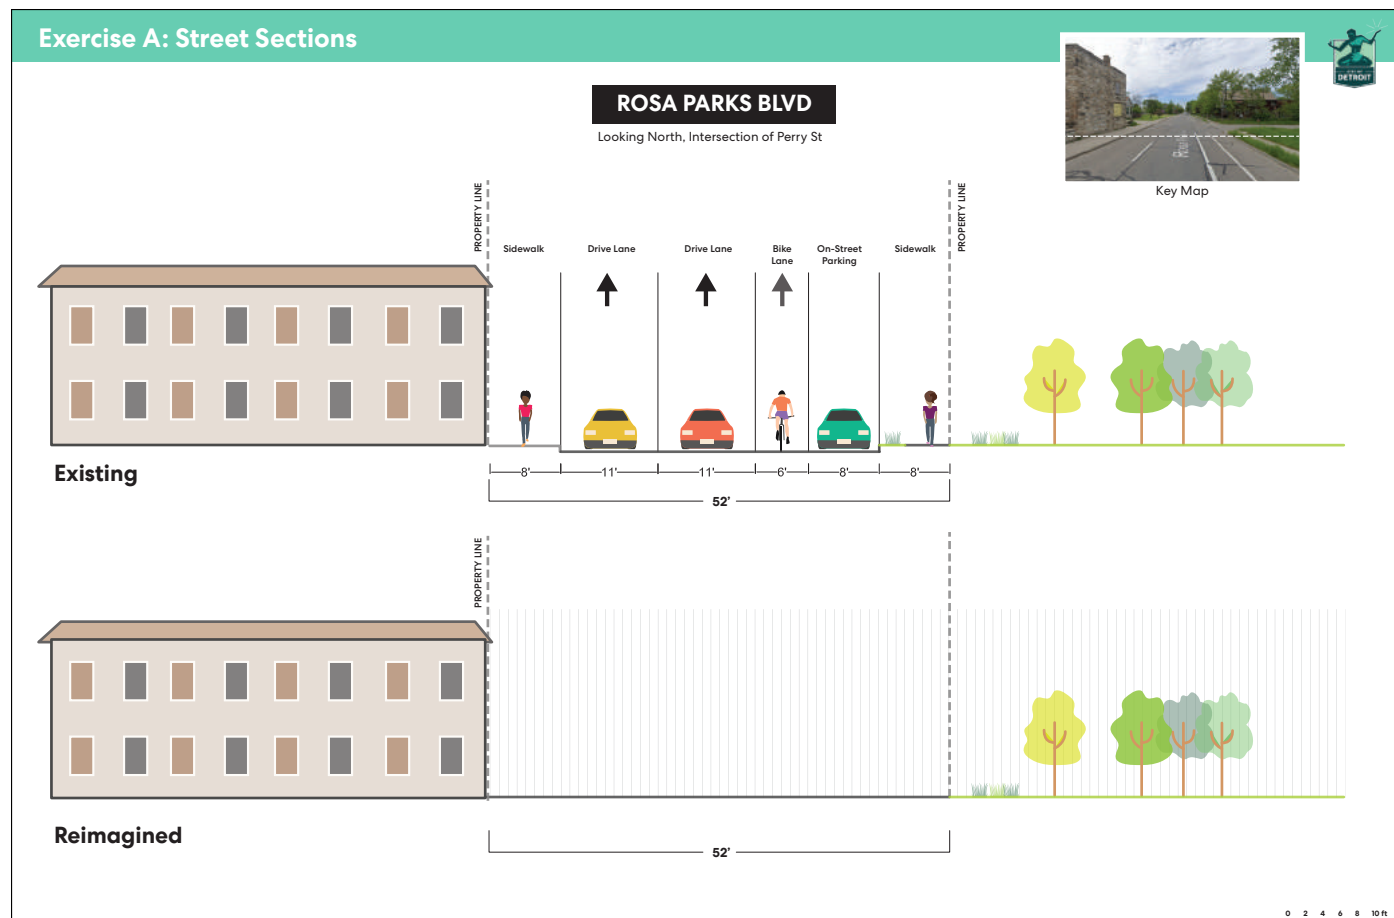 Exercise A: Street Sections
DETROIT
ROSA PARKS BLVD
Looking North, Intersection of Perry St
Key Map
PROPERTY LINE
PROPERTY LINE
Sidewalk
Drive Lane
Drive Lane
Bike
Lane
On-Street
Parking
Sidewalk
8'
11'
11'
6'
8'
8'
52'
Existing
PROPERTY LINE
Reimagined
52'
0 2 4 6 8 10 ft